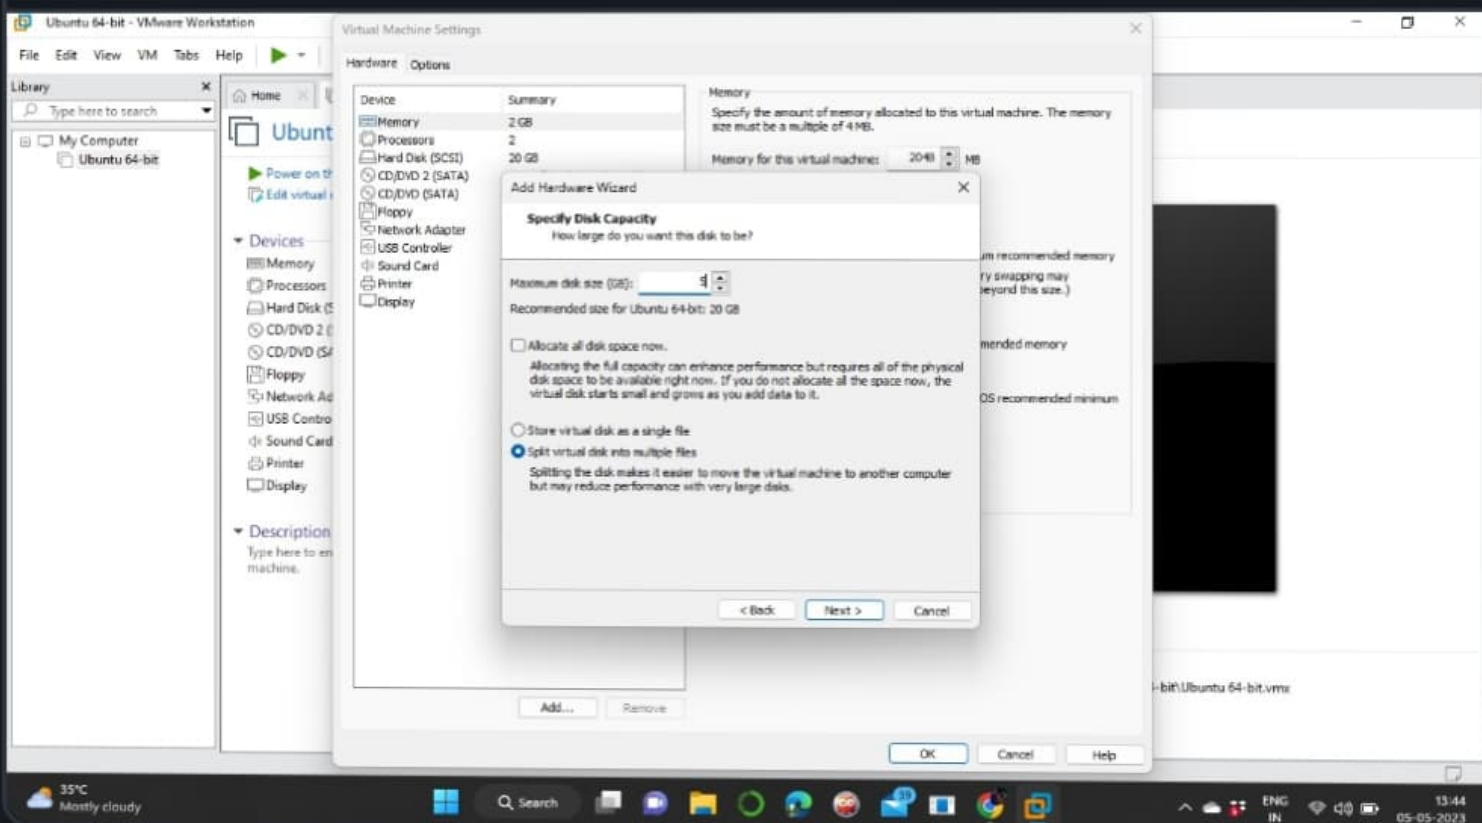 Ubuntu 64-bit - VMware Workstation
File Edit View VM Tabs Help
Library
Type here to search
My Computer
Ubuntu 64-bit
Home
Ubunt
Power on th
Edit virtual
Devices
Memory
Processors
Hard Disk (S
CD/DVD 2 (
CD/DVD (SA
Floppy
Network Ad
USB Contro
Sound Card
Printer
Display
Description
Type here to en
machine.
Virtual Machine Settings
Hardware Options
Device Summary
Memory 2 GB
Processors 2
Hard Disk (SCSI) 20 GB
CD/DVD 2 (SATA)
CD/DVD (SATA)
Floppy
Network Adapter
USB Controller
Sound Card
Printer
Display
Add... Remove
Memory
Specify the amount of memory allocated to this virtual machine. The memory
size must be a multiple of 4 MB.
Memory for this virtual machine: 2048 MB
um recommended memory
ry swapping may
beyond this size.)
mended memory
OS recommended minimum
Add Hardware Wizard
Specify Disk Capacity
How large do you want this disk to be?
Maximum disk size (GB): 5
Recommended size for Ubuntu 64-bit: 20 GB
Allocate all disk space now.
Allocating the full capacity can enhance performance but requires all of the physical
disk space to be available right now. If you do not allocate all the space now, the
virtual disk starts small and grows as you add data to it.
Store virtual disk as a single file
Split virtual disk into multiple files
Splitting the disk makes it easier to move the virtual machine to another computer
but may reduce performance with very large disks.
< Back Next > Cancel
OK Cancel Help
-bit\Ubuntu 64-bit.vmx
35°C
Mostly cloudy
Search
39
ENG
IN
13:44
05-05-2023